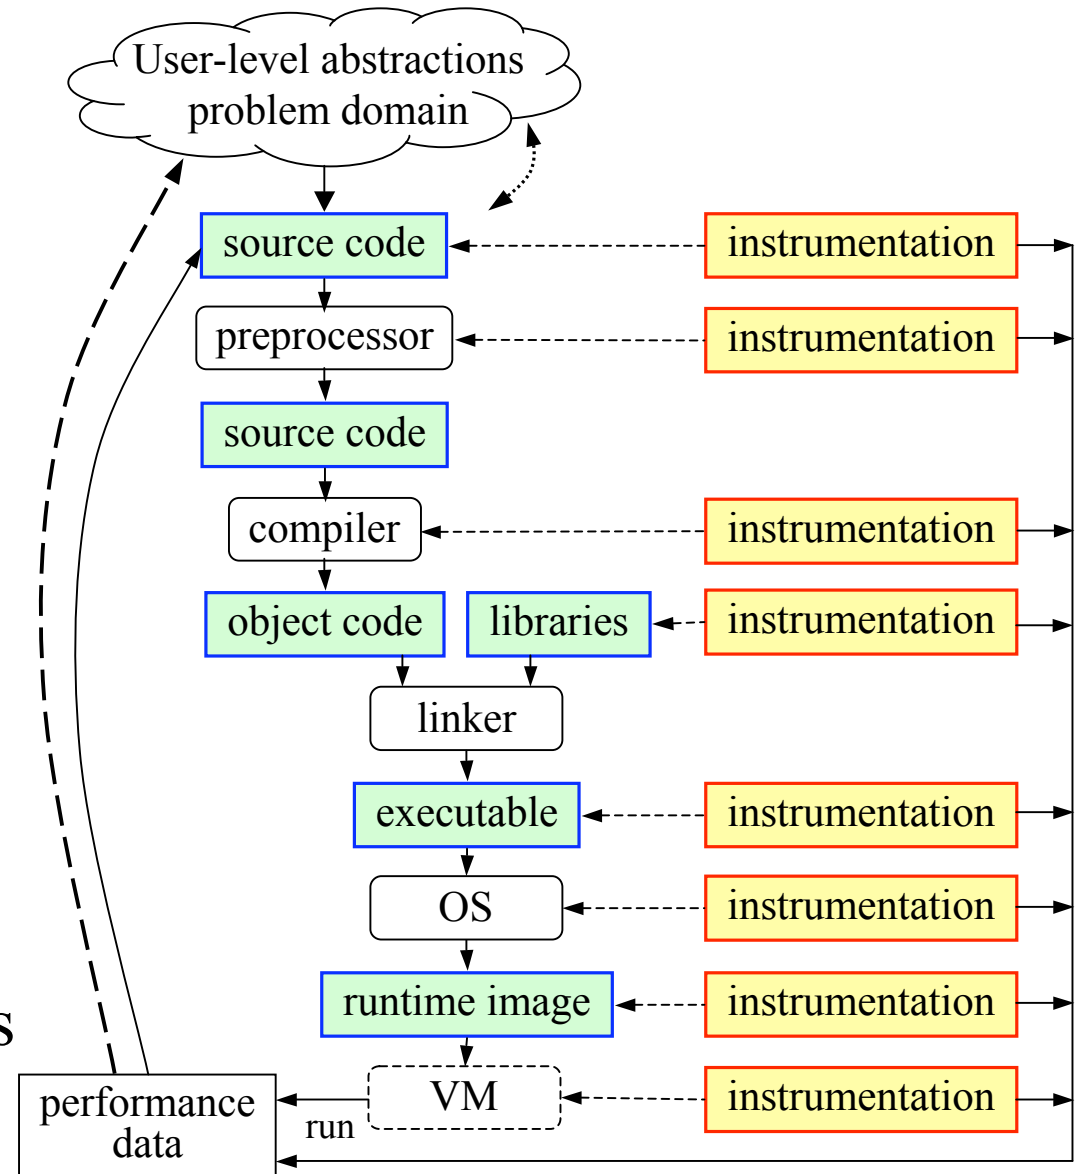 User-level abstractions
problem domain
source code
instrumentation
preprocessor
instrumentation
source code
compiler
instrumentation
object code
libraries
instrumentation
linker
executable
instrumentation
OS
instrumentation
runtime image
instrumentation
s
VM
instrumentation
performance
data
run